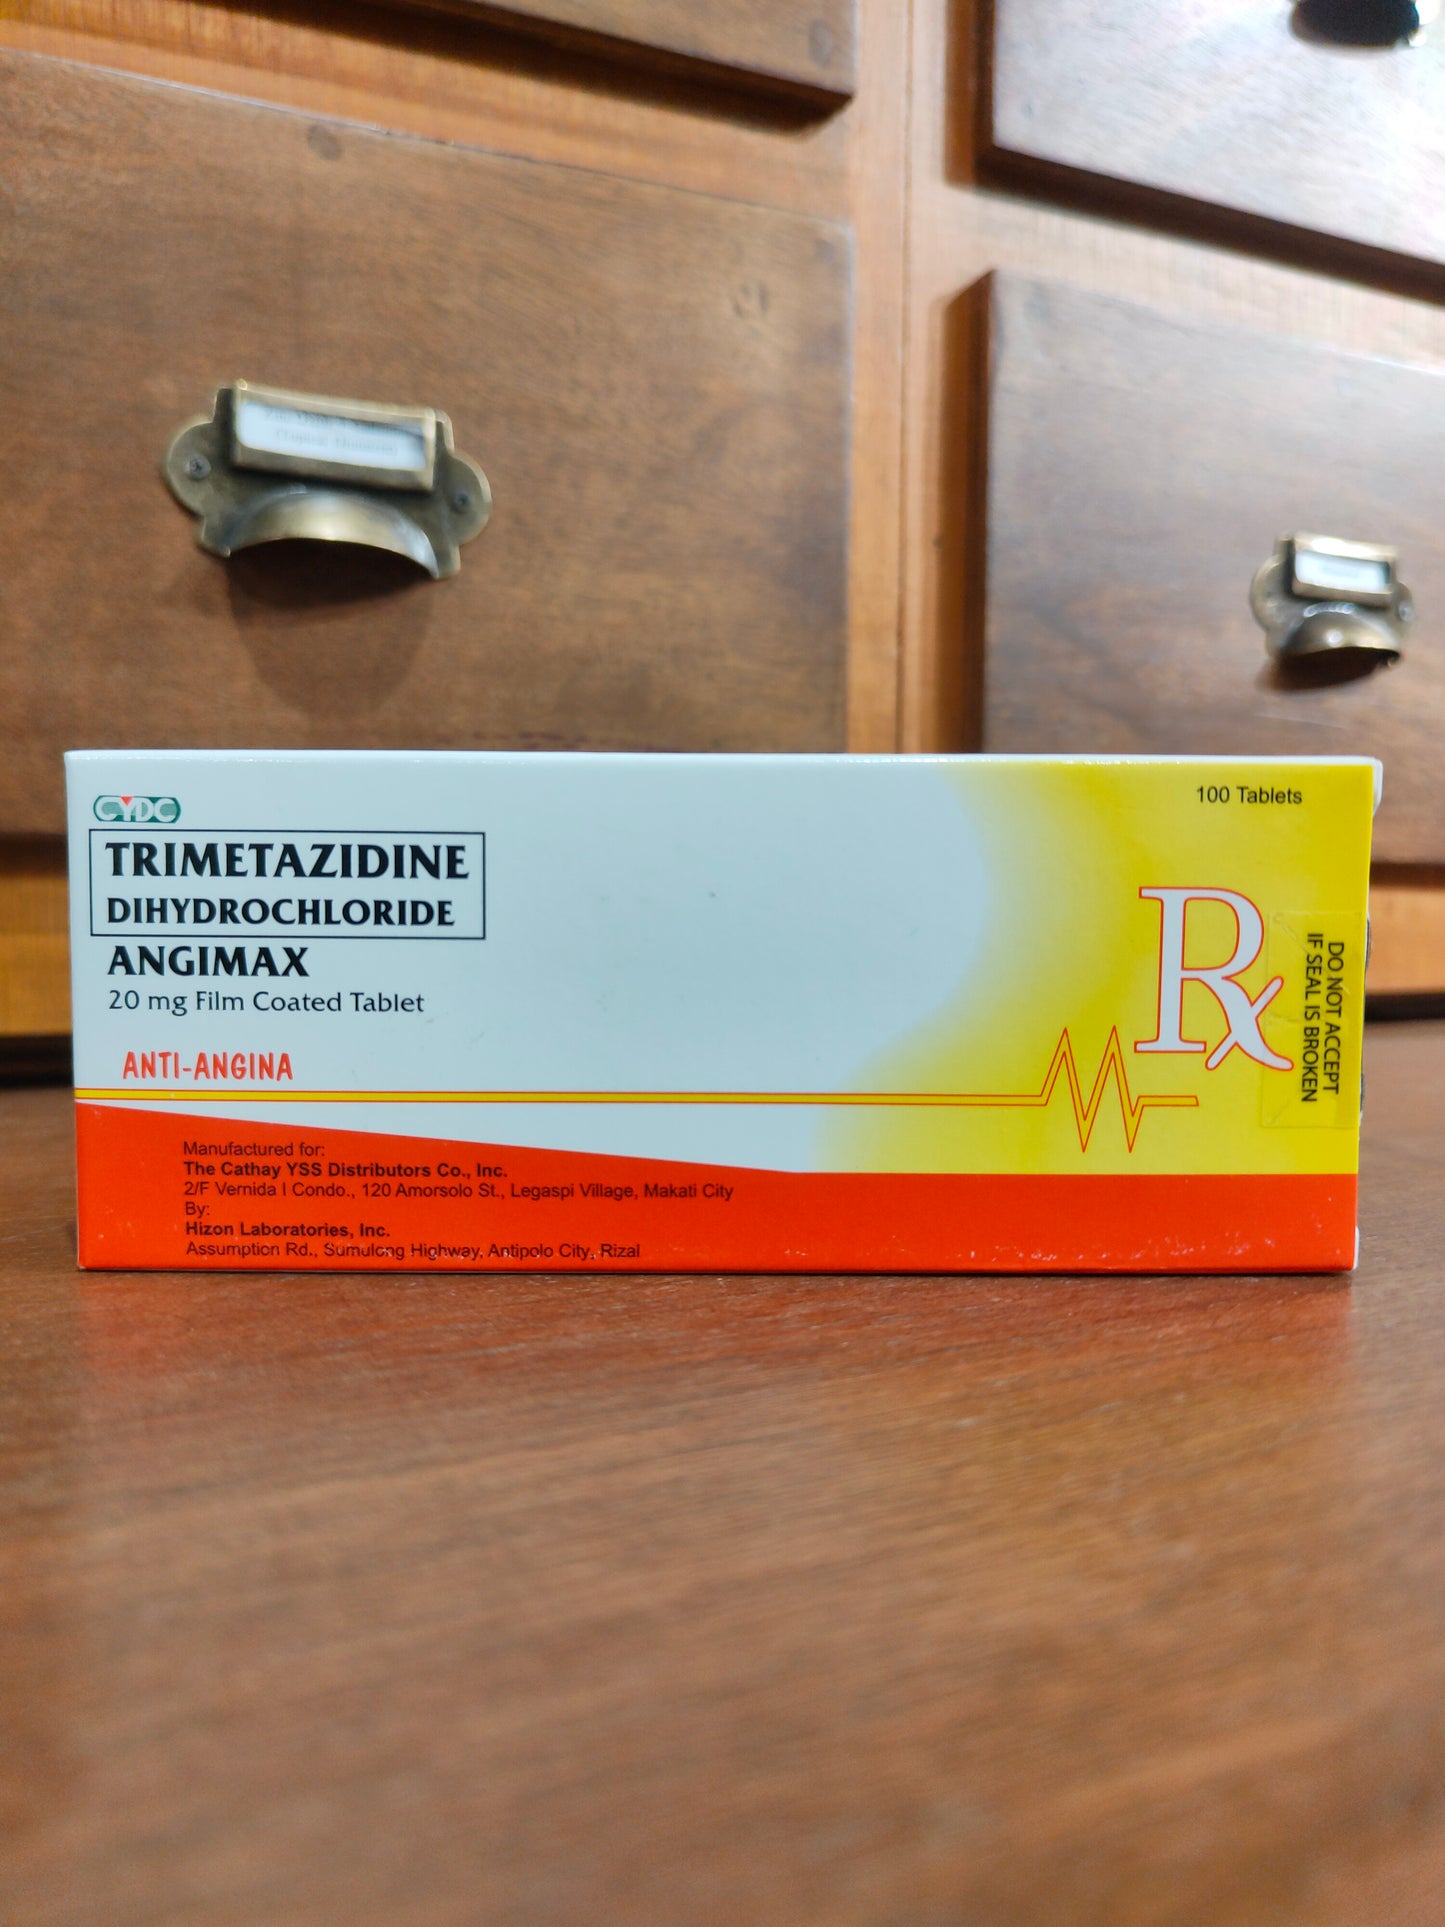 CYDC
100 Tablets
TRIMETAZIDINE
DIHYDROCHLORIDE
ANGIMAX
20 mg Film Coated Tablet
ANTI-ANGINA
Rx
DO NOT ACCEPT
IF SEAL IS BROKEN
Manufactured for:
The Cathay YSS Distributors Co., Inc.
2/F Vernida I Condo., 120 Amorsolo St., Legaspi Village, Makati City
By:
Hizon Laboratories, Inc.
Assumption Rd., Sumulong Highway, Antipolo City, Rizal